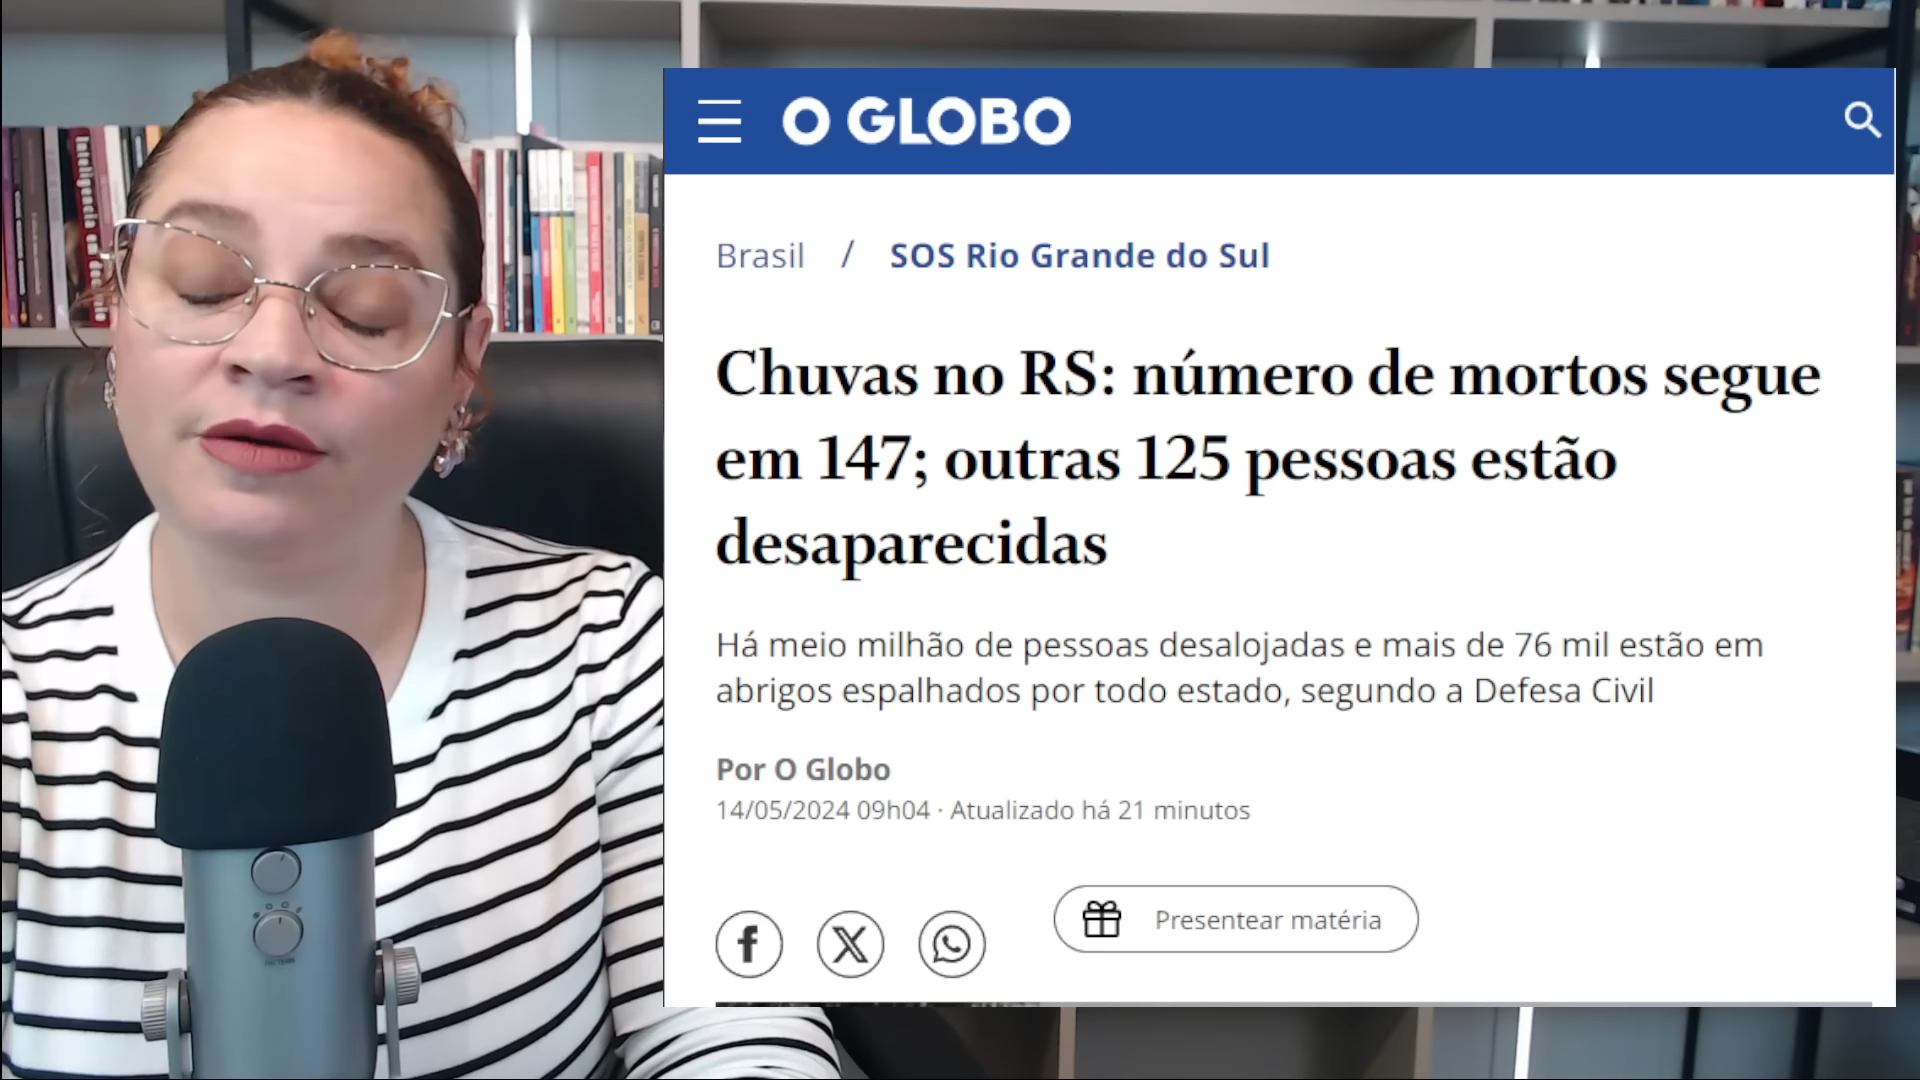 O GLOBO
Brasil / SOS Rio Grande do Sul
Chuvas no RS: número de mortos segue
em 147; outras 125 pessoas estão
desaparecidas
Há meio milhão de pessoas desalojadas e mais de 76 mil estão em
abrigos espalhados por todo estado, segundo a Defesa Civil
Por O Globo
14/05/2024 09h04 · Atualizado há 21 minutos
Presentear matéria
PATTERN